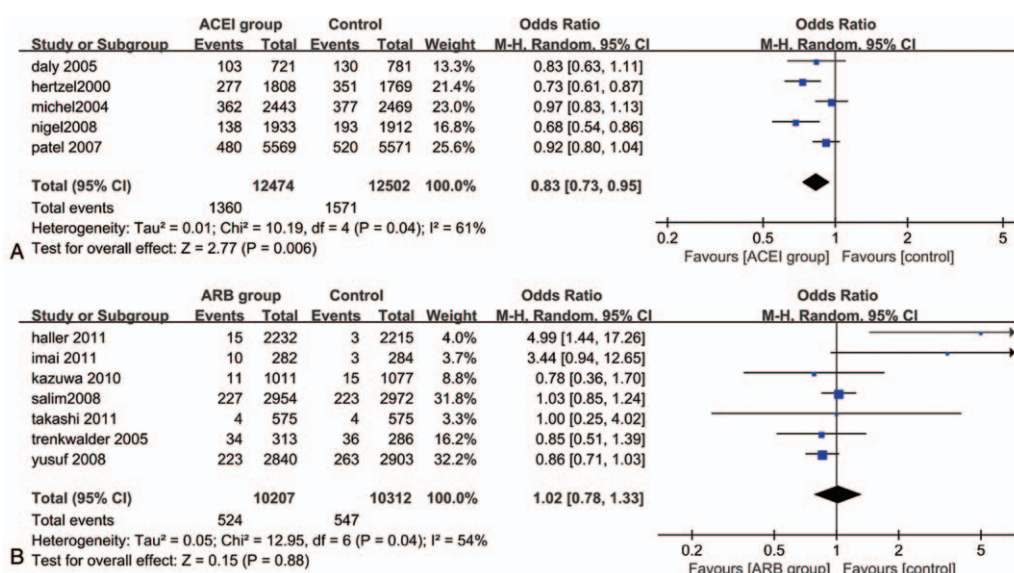 ACEI group Control Odds Ratio Odds Ratio
Study or Subgroup Events Total Events Total Weight M-H. Random. 95% CI M-H. Random. 95% CI
daly 2005 103 721 130 781 13.3% 0.83 [0.63, 1.11]
hertzel2000 277 1808 351 1769 21.4% 0.73 [0.61, 0.87]
michel2004 362 2443 377 2469 23.0% 0.97 [0.83, 1.13]
nigel2008 138 1933 193 1912 16.8% 0.68 [0.54, 0.86]
patel 2007 480 5569 520 5571 25.6% 0.92 [0.80, 1.04]
Total (95% CI) 12474 12502 100.0% 0.83 [0.73, 0.95]
Total events 1360 1571
Heterogeneity: Tau² = 0.01; Chi² = 10.19, df = 4 (P = 0.04); I² = 61%
A Test for overall effect: Z = 2.77 (P = 0.006)
0.2 0.5 1 2 5
Favours [ACEI group] Favours [control]
ARB group Control Odds Ratio Odds Ratio
Study or Subgroup Events Total Events Total Weight M-H. Random. 95% CI M-H. Random. 95% CI
haller 2011 15 2232 3 2215 4.0% 4.99 [1.44, 17.26]
imai 2011 10 282 3 284 3.7% 3.44 [0.94, 12.65]
kazuwa 2010 11 1011 15 1077 8.8% 0.78 [0.36, 1.70]
salim2008 227 2954 223 2972 31.8% 1.03 [0.85, 1.24]
takashi 2011 4 575 4 575 3.3% 1.00 [0.25, 4.02]
trenkwalder 2005 34 313 36 286 16.2% 0.85 [0.51, 1.39]
yusuf 2008 223 2840 263 2903 32.2% 0.86 [0.71, 1.03]
Total (95% CI) 10207 10312 100.0% 1.02 [0.78, 1.33]
Total events 524 547
Heterogeneity: Tau² = 0.05; Chi² = 12.95, df = 6 (P = 0.04); I² = 54%
B Test for overall effect: Z = 0.15 (P = 0.88)
0.2 0.5 1 2 5
Favours [ARB group] Favours [control]